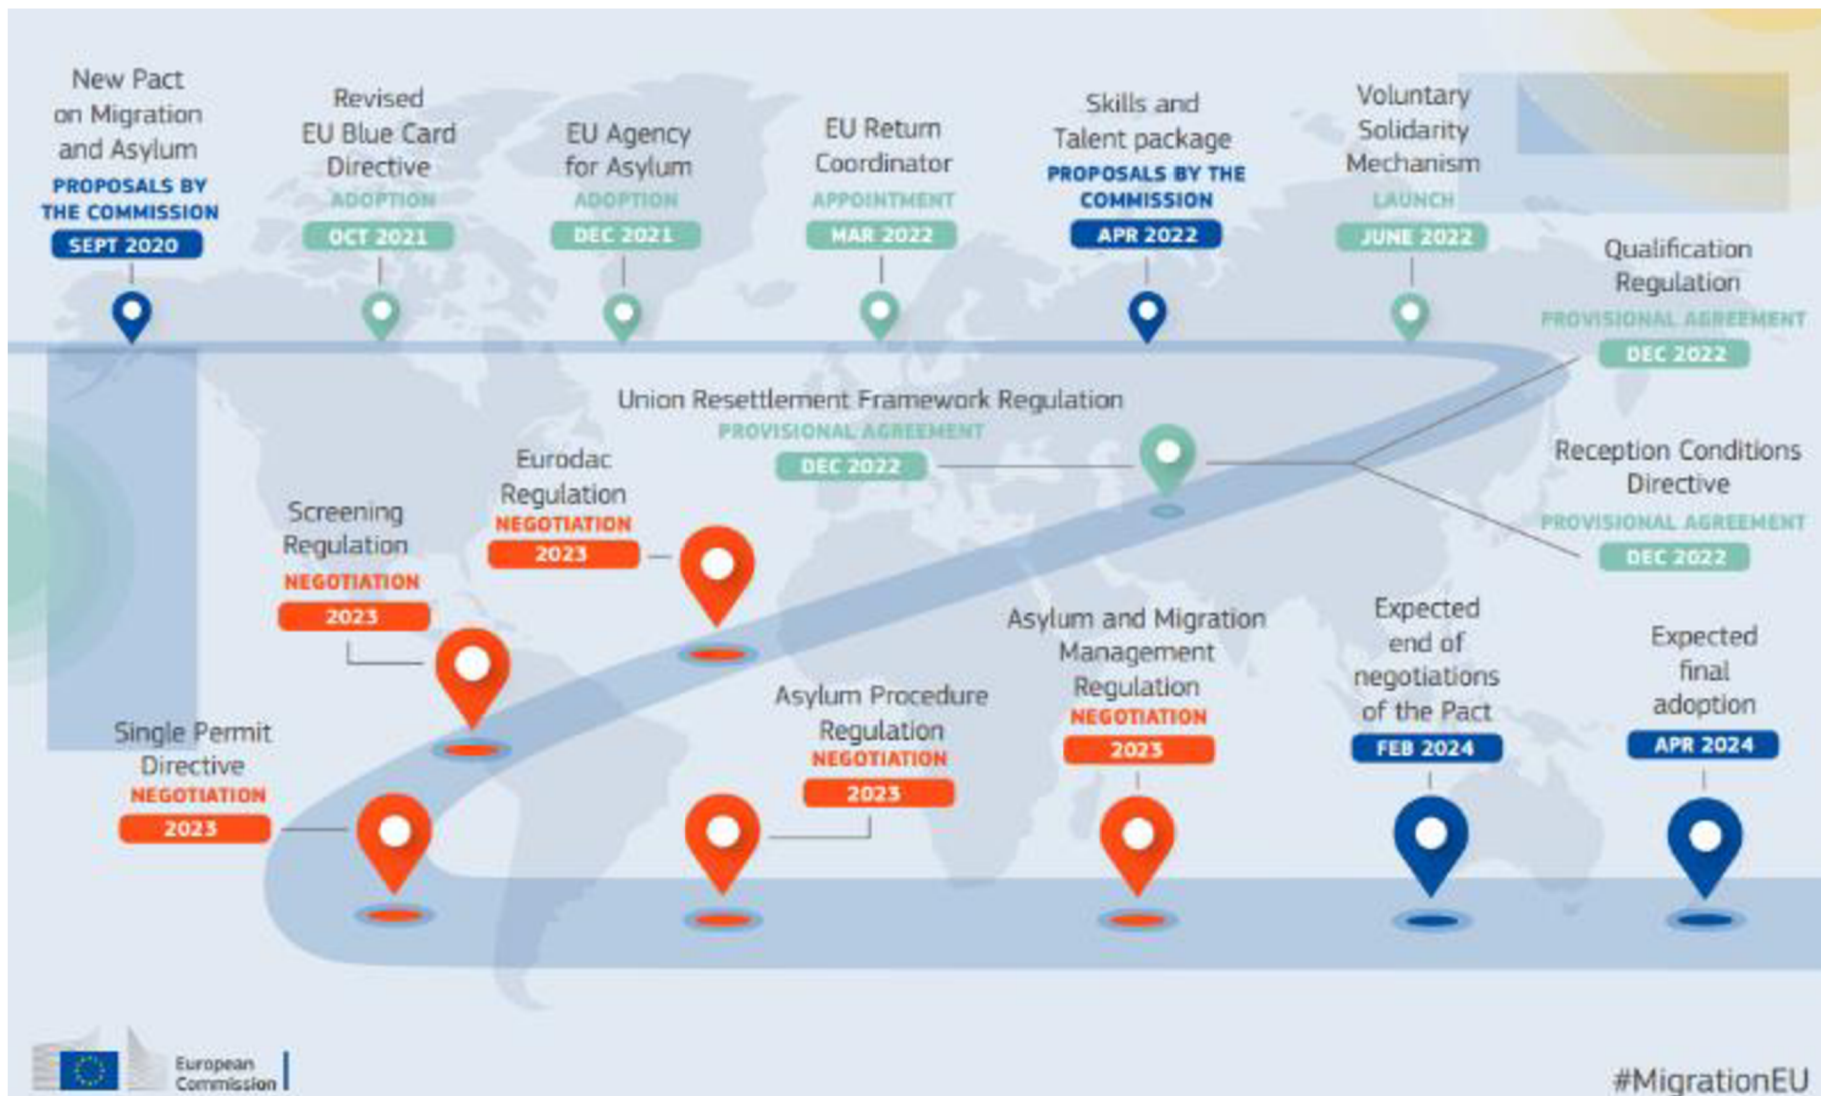 New Pact
on Migration
and Asylum
PROPOSALS BY
THE COMMISSION
SEPT 2020
Revised
EU Blue Card
Directive
ADOPTION
OCT 2021
EU Agency
for Asylum
ADOPTION
DEC 2021
EU Return
Coordinator
APPOINTMENT
MAR 2022
Skills and
Talent package
PROPOSALS BY THE
COMMISSION
APR 2022
Voluntary
Solidarity
Mechanism
LAUNCH
JUNE 2022
Qualification
Regulation
PROVISIONAL AGREEMENT
DEC 2022
Union Resettlement Framework Regulation
PROVISIONAL AGREEMENT
DEC 2022
Reception Conditions
Directive
PROVISIONAL AGREEMENT
DEC 2022
Eurodac
Regulation
NEGOTIATION
2023
Screening
Regulation
NEGOTIATION
2023
Single Permit
Directive
NEGOTIATION
2023
Asylum Procedure
Regulation
NEGOTIATION
2023
Asylum and Migration
Management
Regulation
NEGOTIATION
2023
Expected
end of
negotiations
of the Pact
FEB 2024
Expected
final
adoption
APR 2024
European
Commission
#MigrationEU